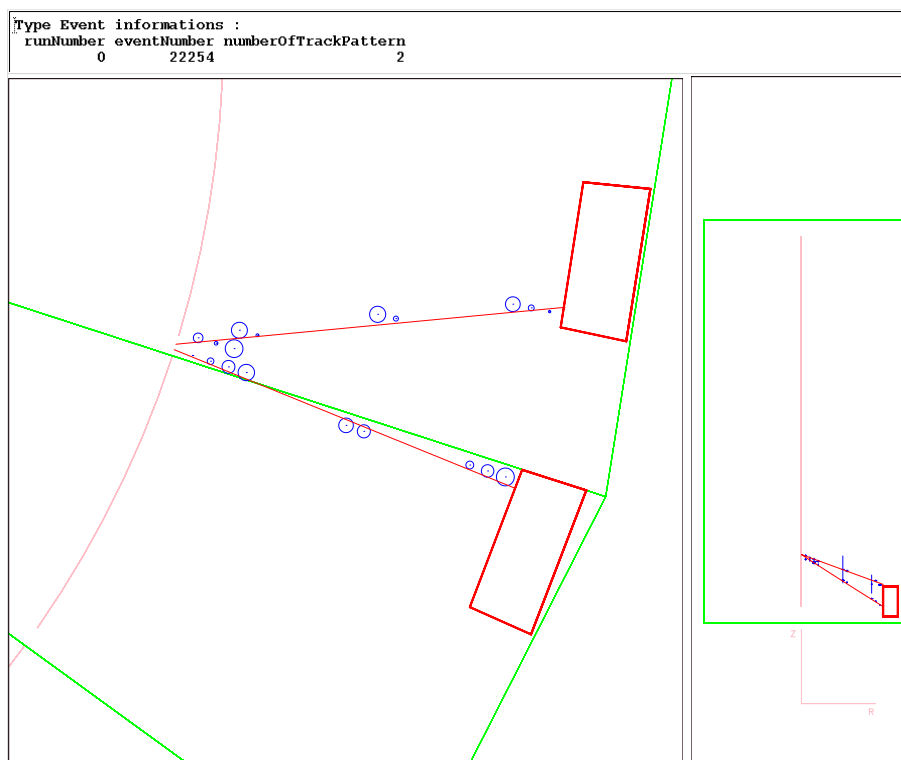 Type Event informations :
runNumber eventNumber numberOfTrackPattern
0 22254 2
Z
R